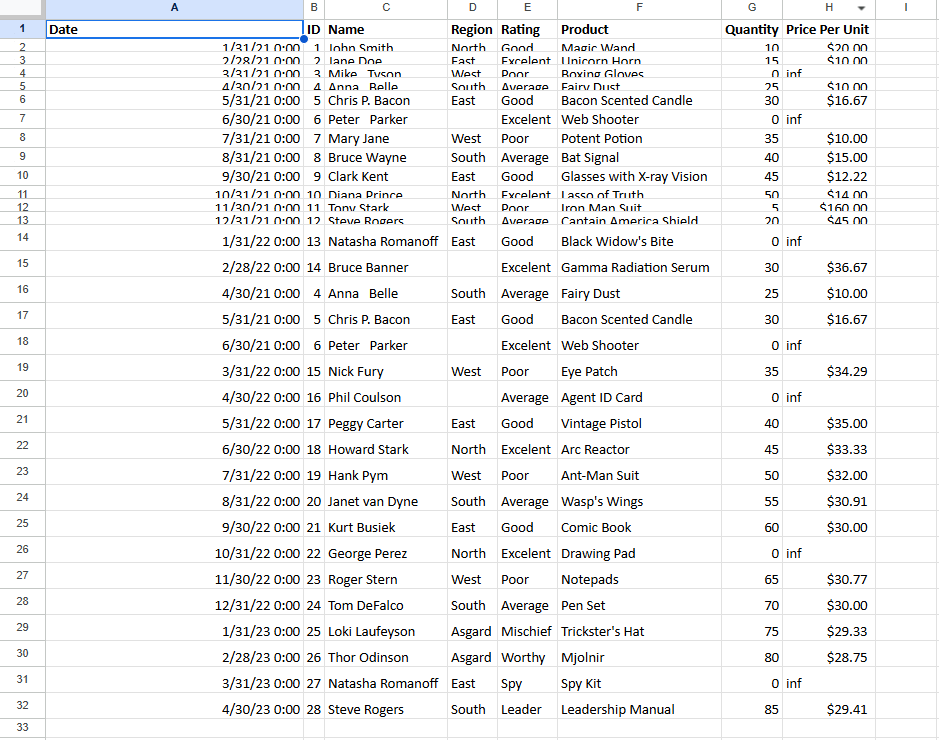 A B C D E F G H I
1 Date ID Name Region Rating Product Quantity Price Per Unit
2 1/31/21 0:00 1 John Smith North Good Magic Wand 10 $20.00
3 2/28/21 0:00 2 Jane Doe East Excelent Unicorn Horn 15 $10.00
4 3/31/21 0:00 3 Mike Tyson West Poor Boxing Gloves 0 inf
5 4/30/21 0:00 4 Anna Belle South Average Fairy Dust 25 $10.00
6 5/31/21 0:00 5 Chris P. Bacon East Good Bacon Scented Candle 30 $16.67
7 6/30/21 0:00 6 Peter Parker Excelent Web Shooter 0 inf
8 7/31/21 0:00 7 Mary Jane West Poor Potent Potion 35 $10.00
9 8/31/21 0:00 8 Bruce Wayne South Average Bat Signal 40 $15.00
10 9/30/21 0:00 9 Clark Kent East Good Glasses with X-ray Vision 45 $12.22
11 10/31/21 0:00 10 Diana Prince North Excelent Lasso of Truth 50 $14.00
12 11/30/21 0:00 11 Tony Stark West Poor Iron Man Suit 5 $160.00
13 12/31/21 0:00 12 Steve Rogers South Average Captain America Shield 20 $45.00
14 1/31/22 0:00 13 Natasha Romanoff East Good Black Widow's Bite 0 inf
15 2/28/22 0:00 14 Bruce Banner Excelent Gamma Radiation Serum 30 $36.67
16 4/30/21 0:00 4 Anna Belle South Average Fairy Dust 25 $10.00
17 5/31/21 0:00 5 Chris P. Bacon East Good Bacon Scented Candle 30 $16.67
18 6/30/21 0:00 6 Peter Parker Excelent Web Shooter 0 inf
19 3/31/22 0:00 15 Nick Fury West Poor Eye Patch 35 $34.29
20 4/30/22 0:00 16 Phil Coulson Average Agent ID Card 0 inf
21 5/31/22 0:00 17 Peggy Carter East Good Vintage Pistol 40 $35.00
22 6/30/22 0:00 18 Howard Stark North Excelent Arc Reactor 45 $33.33
23 7/31/22 0:00 19 Hank Pym West Poor Ant-Man Suit 50 $32.00
24 8/31/22 0:00 20 Janet van Dyne South Average Wasp's Wings 55 $30.91
25 9/30/22 0:00 21 Kurt Busiek East Good Comic Book 60 $30.00
26 10/31/22 0:00 22 George Perez North Excelent Drawing Pad 0 inf
27 11/30/22 0:00 23 Roger Stern West Poor Notepads 65 $30.77
28 12/31/22 0:00 24 Tom DeFalco South Average Pen Set 70 $30.00
29 1/31/23 0:00 25 Loki Laufeyson Asgard Mischief Trickster's Hat 75 $29.33
30 2/28/23 0:00 26 Thor Odinson Asgard Worthy Mjolnir 80 $28.75
31 3/31/23 0:00 27 Natasha Romanoff East Spy Spy Kit 0 inf
32 4/30/23 0:00 28 Steve Rogers South Leader Leadership Manual 85 $29.41
33